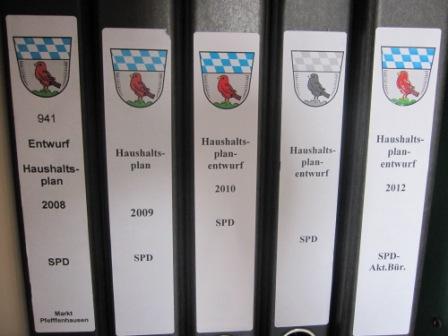 941
Entwurf
Haushalts-
plan
2008
SPD
Markt
Pfefffenhausen
Haushalts-
plan
2009
SPD
Haushalts-
plan-
entwurf
2010
SPD
Haushalts-
plan-
entwurf
SPD
Haushalts-
plan-
entwurf
2012
SPD-
Akt.Bür.